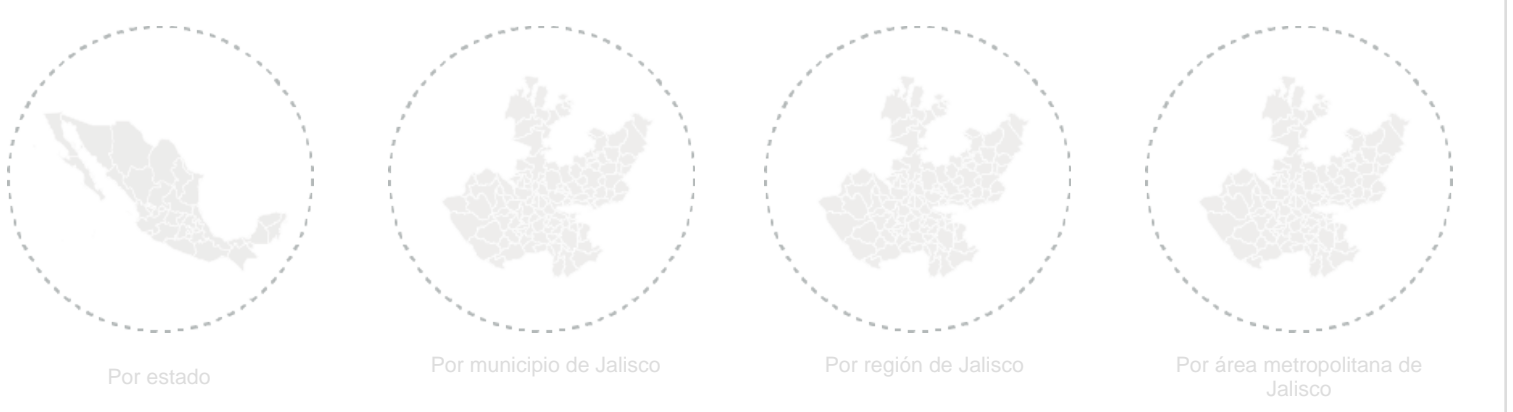 Por estado
Por municipio de Jalisco
Por región de Jalisco
Por área metropolitana de
Jalisco